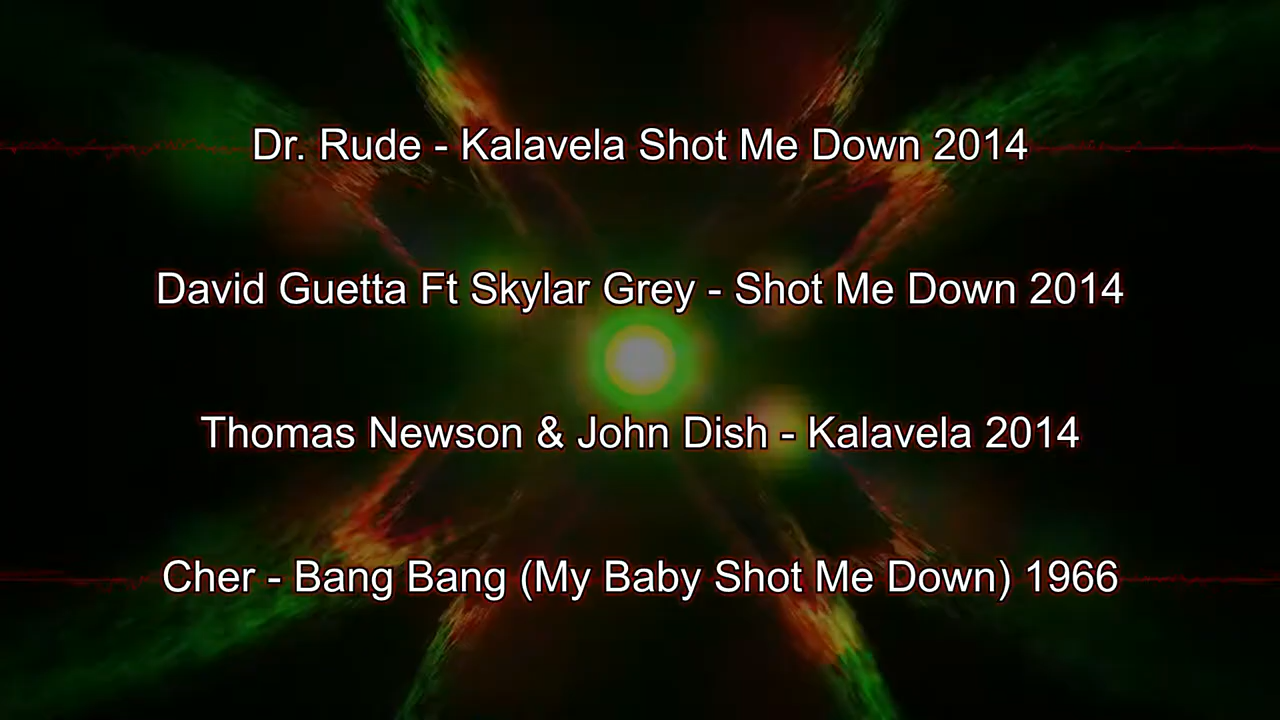 Dr. Rude - Kalavela Shot Me Down 2014
David Guetta Ft Skylar Grey - Shot Me Down 2014
Thomas Newson & John Dish - Kalavela 2014
Cher - Bang Bang (My Baby Shot Me Down) 1966